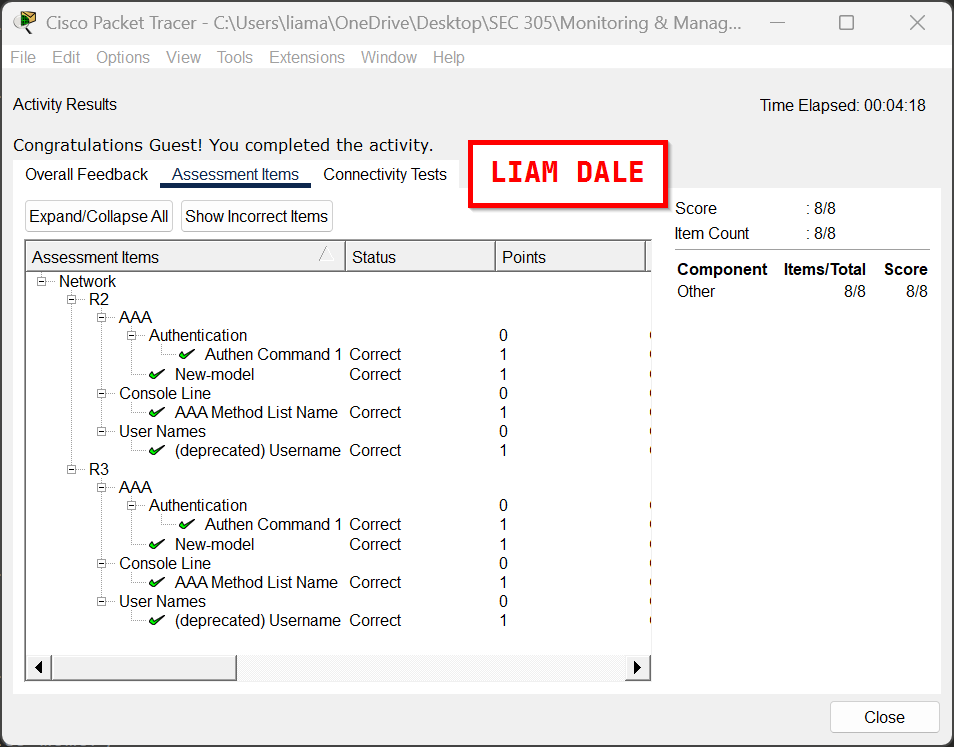 Cisco Packet Tracer - C:\Users\liama\OneDrive\Desktop\SEC 305\Monitoring & Manag...
File Edit Options View Tools Extensions Window Help
Activity Results
Time Elapsed: 00:04:18
Congratulations Guest! You completed the activity.
LIAM DALE
Overall Feedback Assessment Items Connectivity Tests
Expand/Collapse All Show Incorrect Items
Assessment Items Status Points
Network
R2
AAA
Authentication 0
Authen Command 1 Correct 1
New-model Correct 1
Console Line 0
AAA Method List Name Correct 1
User Names 0
(deprecated) Username Correct 1
R3
AAA
Authentication 0
Authen Command 1 Correct 1
New-model Correct 1
Console Line 0
AAA Method List Name Correct 1
User Names 0
(deprecated) Username Correct 1
Score : 8/8
Item Count : 8/8
Component Items/Total Score
Other 8/8 8/8
Close